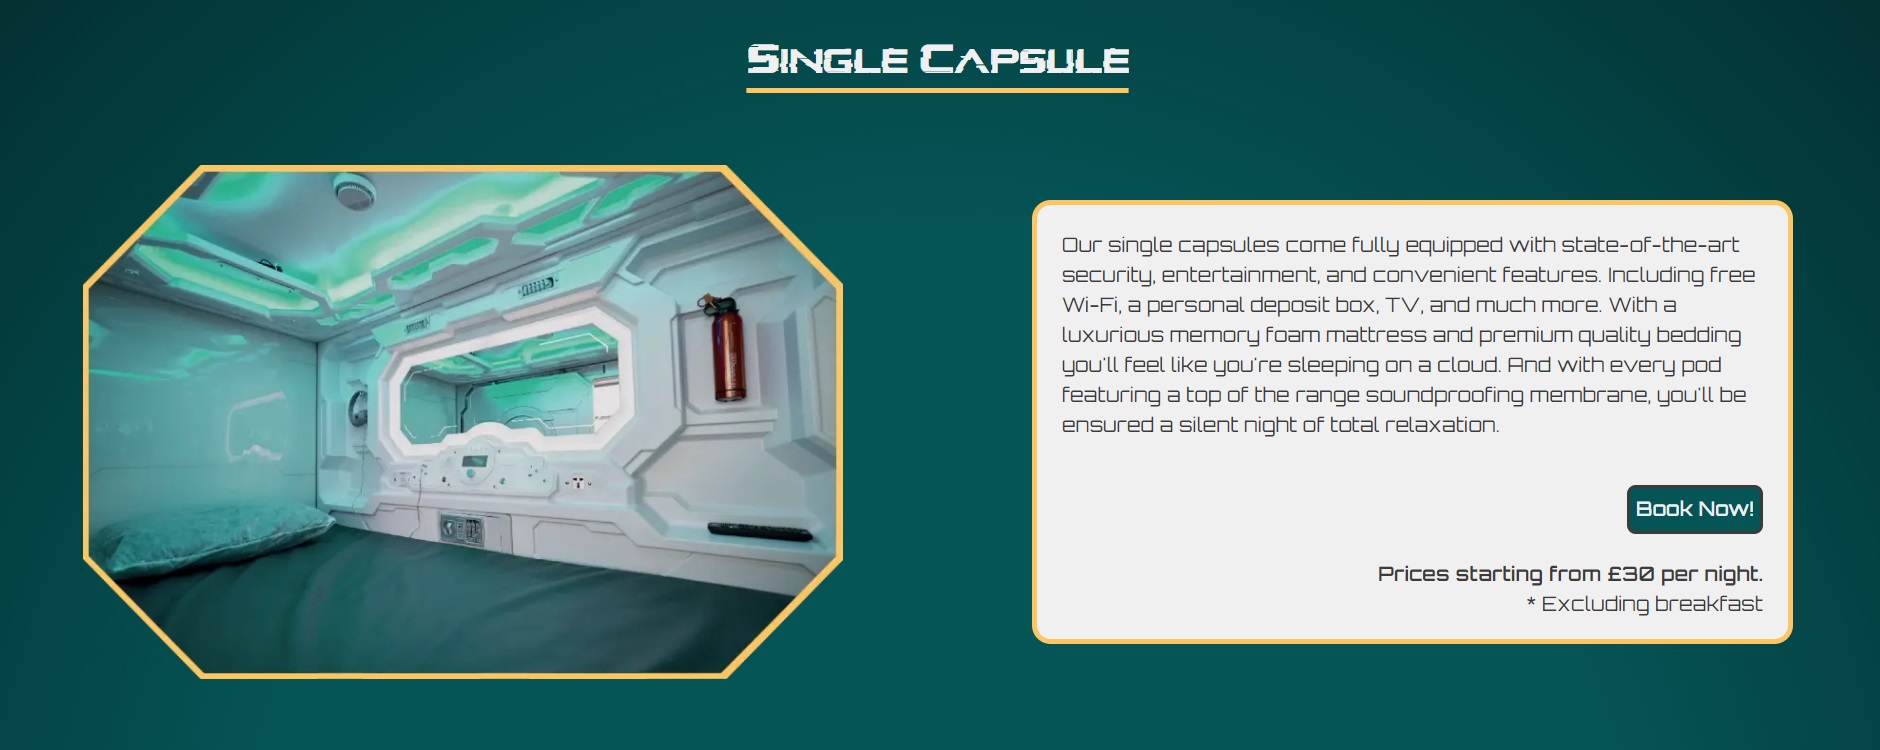 Single Capsule
Our single capsules come fully equipped with state-of-the-art
security, entertainment, and convenient features. Including free
Wi-Fi, a personal deposit box, TV, and much more. With a
luxurious memory foam mattress and premium quality bedding
you'll feel like you're sleeping on a cloud. And with every pod
featuring a top of the range soundproofing membrane, you'll be
ensured a silent night of total relaxation.
Book Now!
Prices starting from £30 per night.
* Excluding breakfast